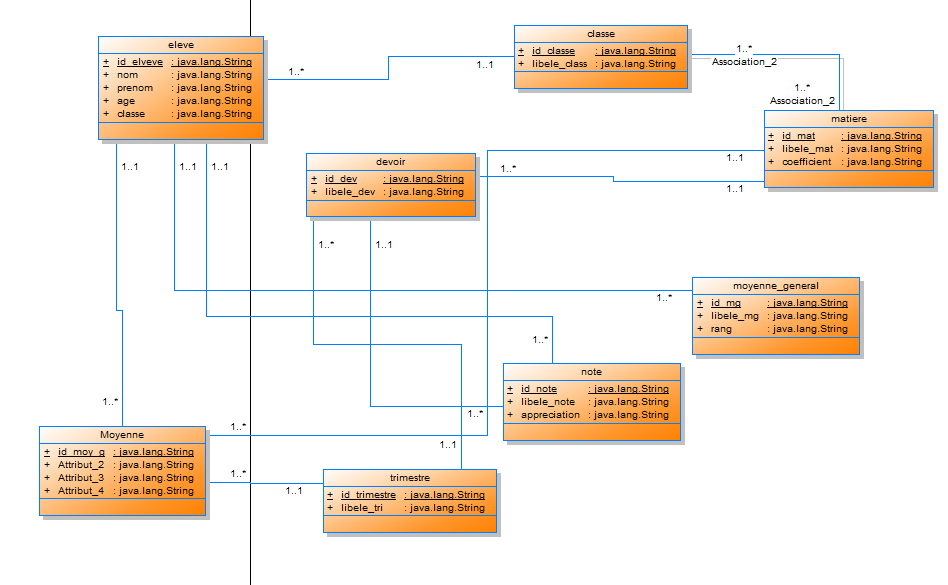 eleve
+ id_elveve : java.lang.String
+ nom : java.lang.String
+ prenom : java.lang.String
+ age : java.lang.String
+ classe : java.lang.String
classe
+ id_classe : java.lang.String
+ libele_class : java.lang.String
1..*
1..1
1..*
Association_2
1..*
Association_2
matiere
+ id_mat : java.lang.String
+ libele_mat : java.lang.String
+ coefficient : java.lang.String
devoir
+ id_dev : java.lang.String
+ libele_dev : java.lang.String
1..1
1..1
1..1
1..*
1..1
1..1
1..*
1..1
moyenne_general
+ id_mg : java.lang.String
+ libele_mg : java.lang.String
+ rang : java.lang.String
1..*
1..*
note
+ id_note : java.lang.String
+ libele_note : java.lang.String
+ appreciation : java.lang.String
1..*
1..*
1..*
1..1
Moyenne
+ id_moy_g : java.lang.String
+ Attribut_2 : java.lang.String
+ Attribut_3 : java.lang.String
+ Attribut_4 : java.lang.String
1..*
1..1
trimestre
+ id_trimestre : java.lang.String
+ libele_tri : java.lang.String